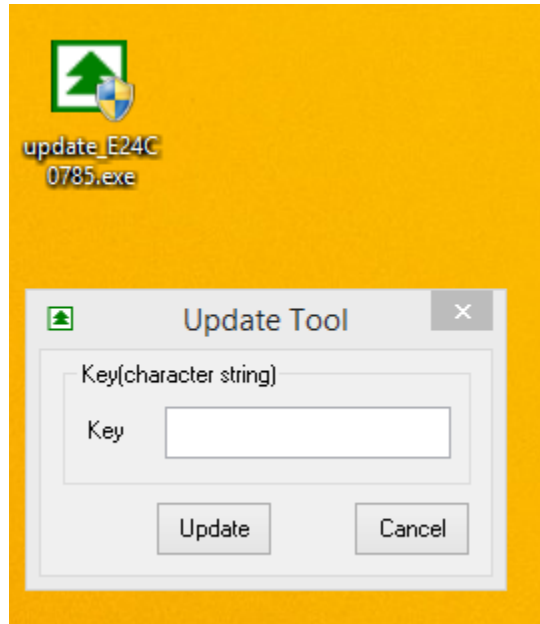 update_E24C
0785.exe
Update Tool
Key(character string)
Key
Update
Cancel